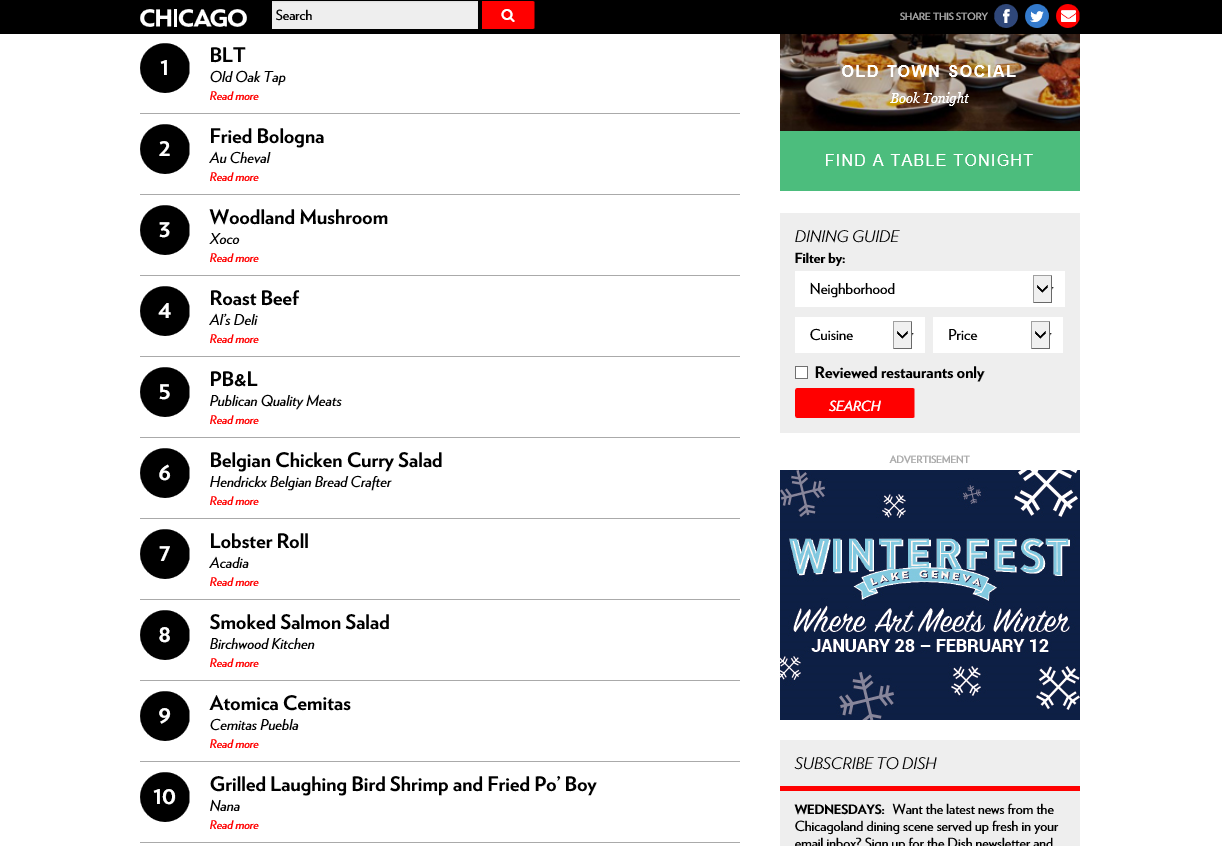 CHICAGO
Search
SHARE THIS STORY
1
BLT
Old Oak Tap
Read more
2
Fried Bologna
Au Cheval
Read more
3
Woodland Mushroom
Xoco
Read more
4
Roast Beef
Al’s Deli
Read more
5
PB&L
Publican Quality Meats
Read more
6
Belgian Chicken Curry Salad
Hendrickx Belgian Bread Crafter
Read more
7
Lobster Roll
Acadia
Read more
8
Smoked Salmon Salad
Birchwood Kitchen
Read more
9
Atomica Cemitas
Cemitas Puebla
Read more
10
Grilled Laughing Bird Shrimp and Fried Po’ Boy
Nana
Read more
OLD TOWN SOCIAL
Book Tonight
FIND A TABLE TONIGHT
DINING GUIDE
Filter by:
Neighborhood
Cuisine
Price
Reviewed restaurants only
SEARCH
ADVERTISEMENT
WINTERFEST
LAKE GENEVA
Where Art Meets Winter
JANUARY 28 – FEBRUARY 12
SUBSCRIBE TO DISH
WEDNESDAYS: Want the latest news from the
Chicagoland dining scene served up fresh in your
email inbox? Sign up for the Dish newsletter and